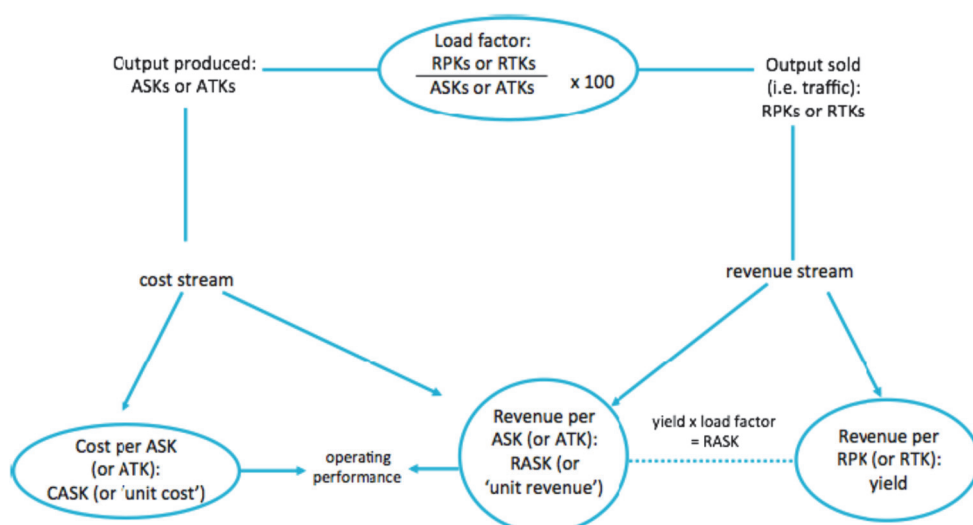 Output produced:
ASKs or ATKs
Load factor:
RPKs or RTKs
ASKs or ATKs
x 100
Output sold
(i.e. traffic):
RPKs or RTKs
cost stream
revenue stream
Cost per ASK
(or ATK):
CASK (or 'unit cost')
operating
performance
Revenue per
ASK (or ATK):
RASK (or
'unit revenue')
yield x load factor
= RASK
Revenue per
RPK (or RTK):
yield